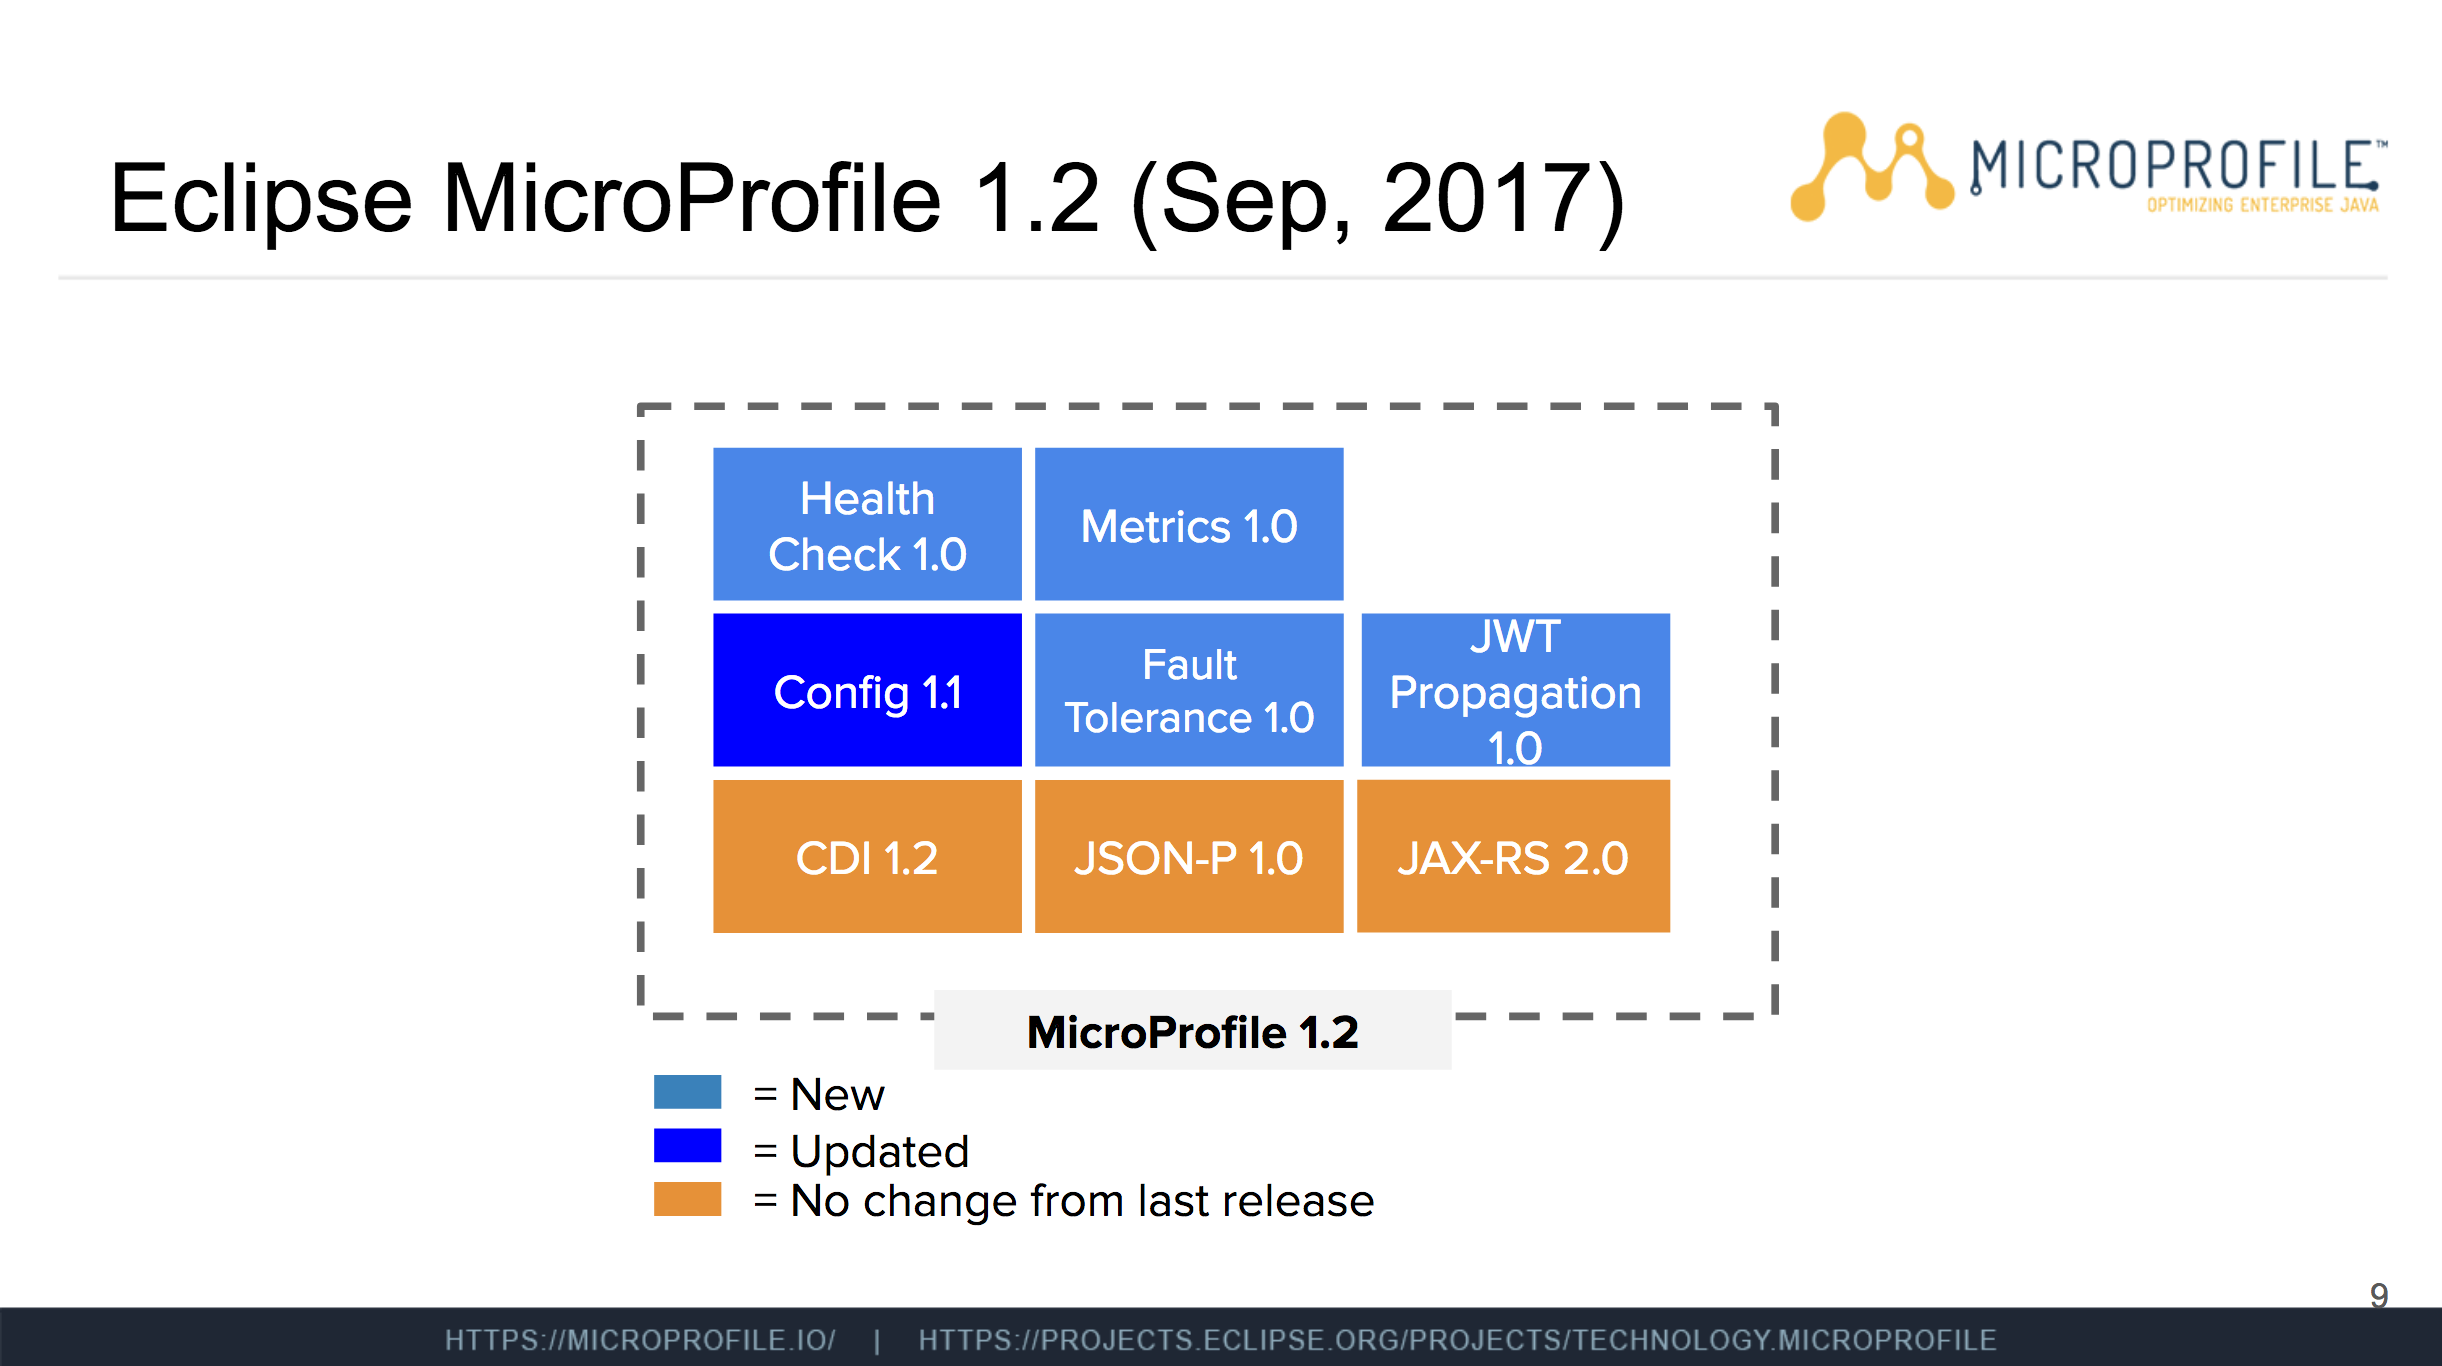 Eclipse MicroProfile 1.2 (Sep, 2017)
MICROPROFILE™
OPTIMIZING ENTERPRISE JAVA
Health
Check 1.0
Metrics 1.0
Config 1.1
Fault
Tolerance 1.0
JWT
Propagation
1.0
CDI 1.2
JSON-P 1.0
JAX-RS 2.0
MicroProfile 1.2
= New
= Updated
= No change from last release
9
HTTPS://MICROPROFILE.IO/ | HTTPS://PROJECTS.ECLIPSE.ORG/PROJECTS/TECHNOLOGY.MICROPROFILE